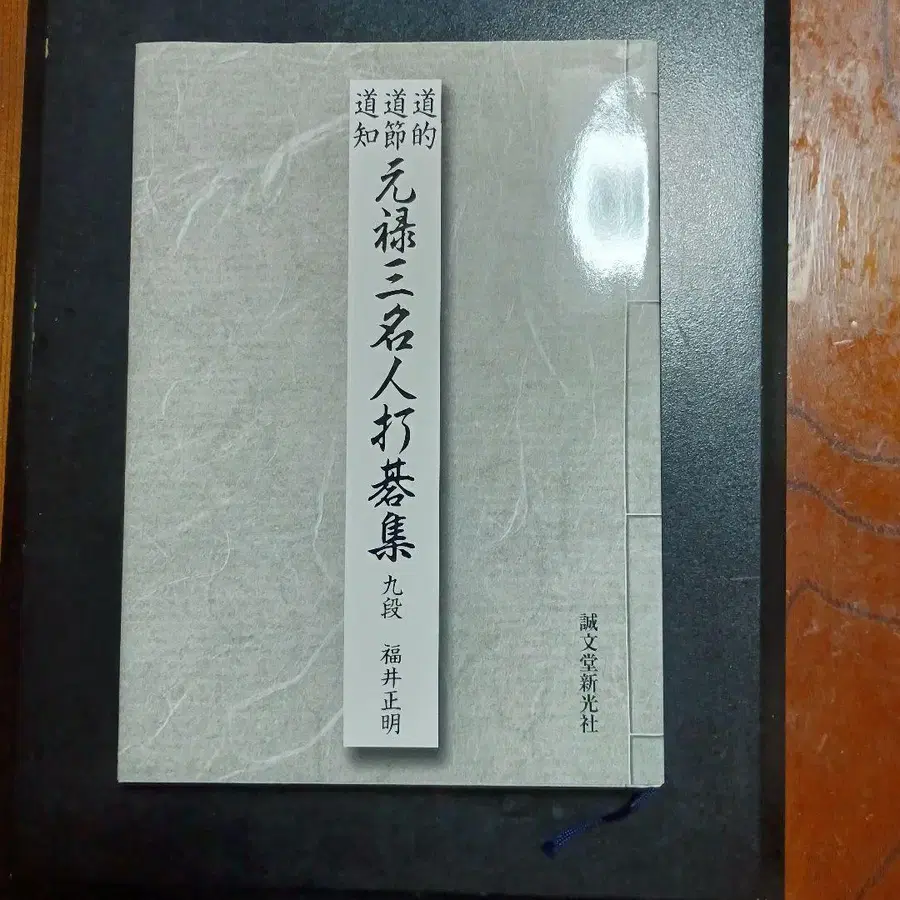 道的
道節
道知
元禄三名人打碁集
九段 福井正明
誠文堂新光社